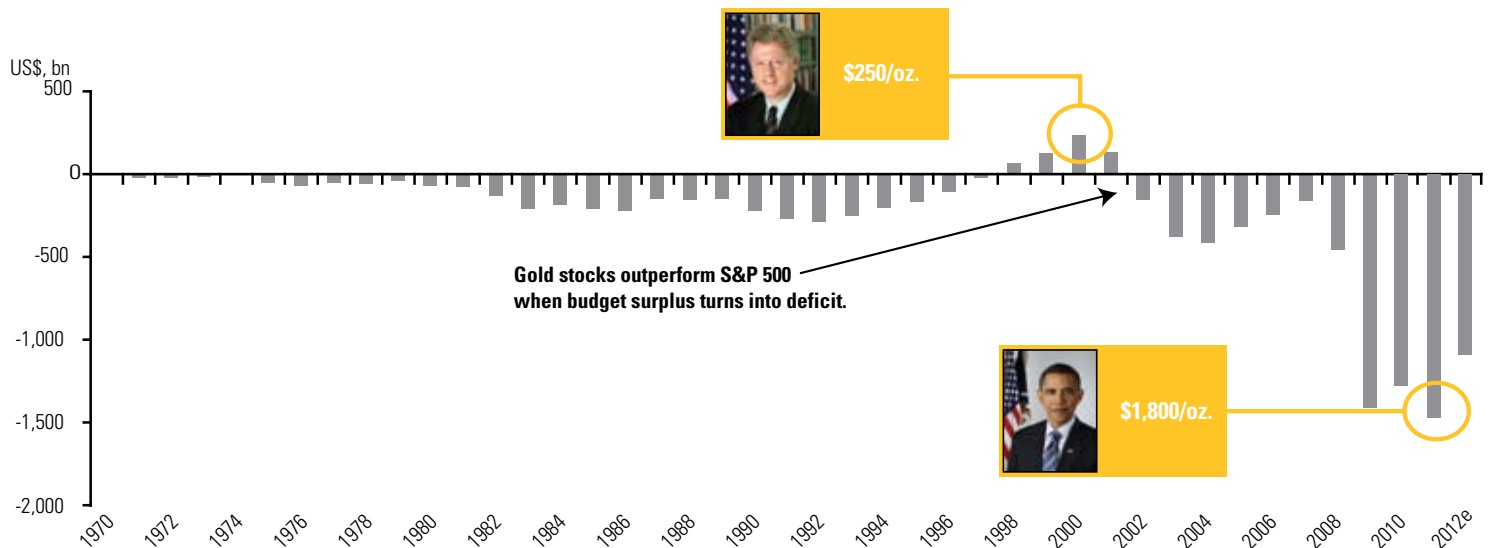 US$, bn
500
0
-500
-1,000
-1,500
-2,000
$250/oz.
Gold stocks outperform S&P 500
when budget surplus turns into deficit.
$1,800/oz.
1970 1972 1974 1976 1978 1980 1982 1984 1986 1988 1990 1992 1994 1996 1998 2000 2002 2004 2006 2008 2010 2012e